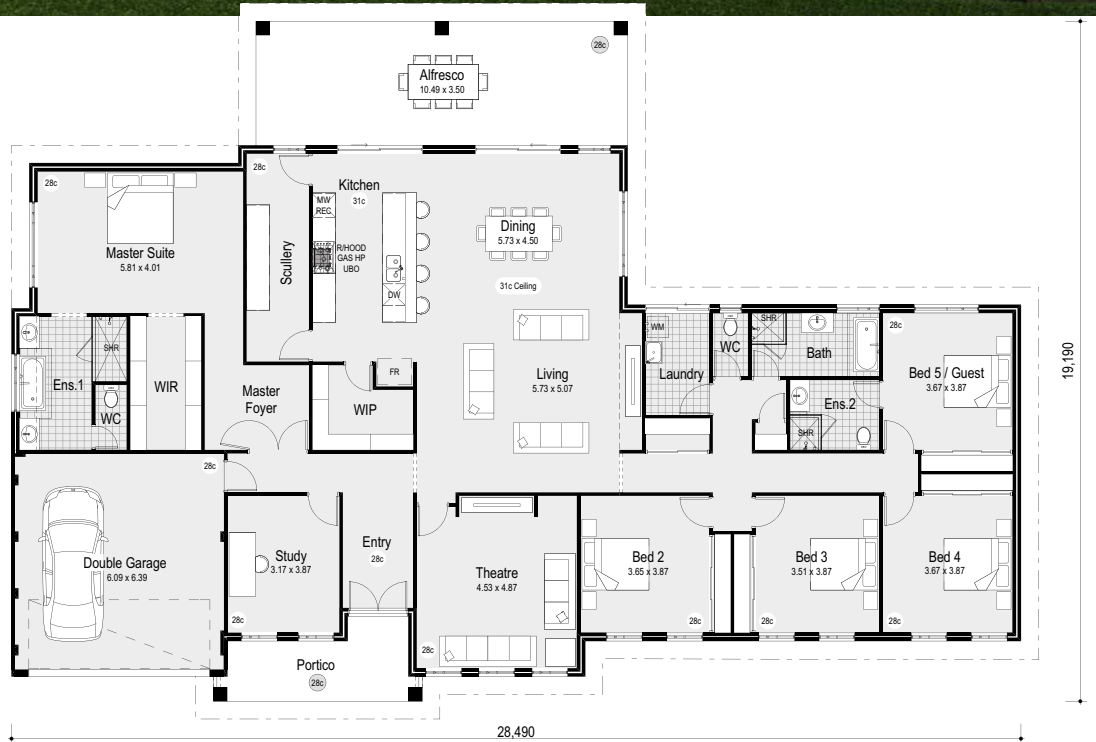 28c
Alfresco
10.49 x 3.50
28c
28c
Kitchen
31c
MW
REC
R/HOOD
GAS HP
UBO
DW
Scullery
Dining
5.73 x 4.50
31c Ceiling
Master Suite
5.81 x 4.01
SHR
Ens.1
WC
WIR
Master
Foyer
FR
WIP
Living
5.73 x 5.07
WM
Laundry
WC
SHR
Bath
28c
Bed 5 / Guest
3.67 x 3.87
Ens.2
SHR
19,190
28c
Double Garage
6.09 x 6.39
Study
3.17 x 3.87
28c
Entry
28c
Theatre
4.53 x 4.87
28c
Bed 2
3.65 x 3.87
28c
Bed 3
3.51 x 3.87
28c
Bed 4
3.67 x 3.87
28c
Portico
28c
28,490